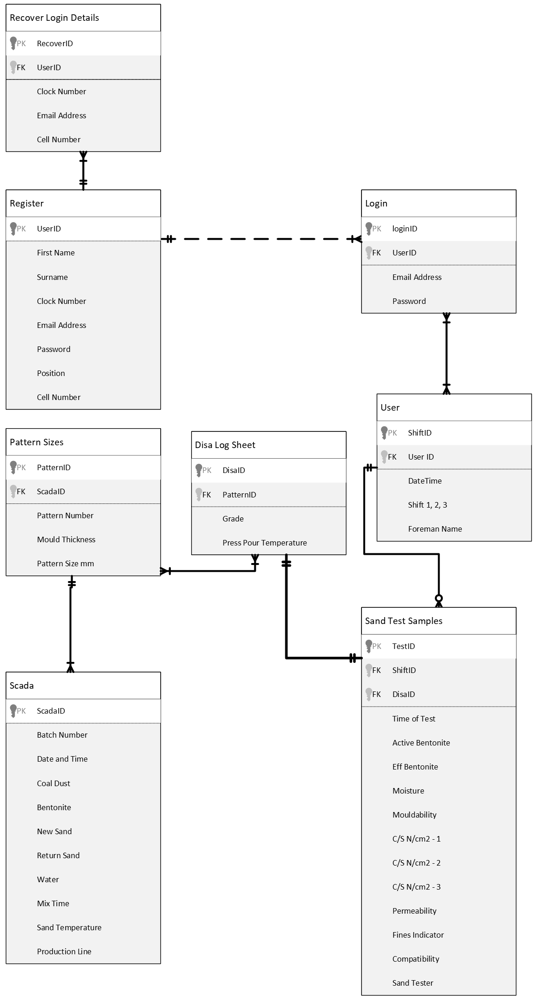 Recover Login Details
PK RecoverID
FK UserID
Clock Number
Email Address
Cell Number
Register
PK UserID
First Name
Surname
Clock Number
Email Address
Password
Position
Cell Number
Login
PK loginID
FK UserID
Email Address
Password
User
PK ShiftID
FK User ID
DateTime
Shift 1, 2, 3
Foreman Name
Pattern Sizes
PK PatternID
FK ScadaID
Pattern Number
Mould Thickness
Pattern Size mm
Disa Log Sheet
PK DisaID
FK PatternID
Grade
Press Pour Temperature
Scada
PK ScadaID
Batch Number
Date and Time
Coal Dust
Bentonite
New Sand
Return Sand
Water
Mix Time
Sand Temperature
Production Line
Sand Test Samples
PK TestID
FK ShiftID
FK DisaID
Time of Test
Active Bentonite
Eff Bentonite
Moisture
Mouldability
C/S N/cm2 - 1
C/S N/cm2 - 2
C/S N/cm2 - 3
Permeability
Fines Indicator
Compatibility
Sand Tester